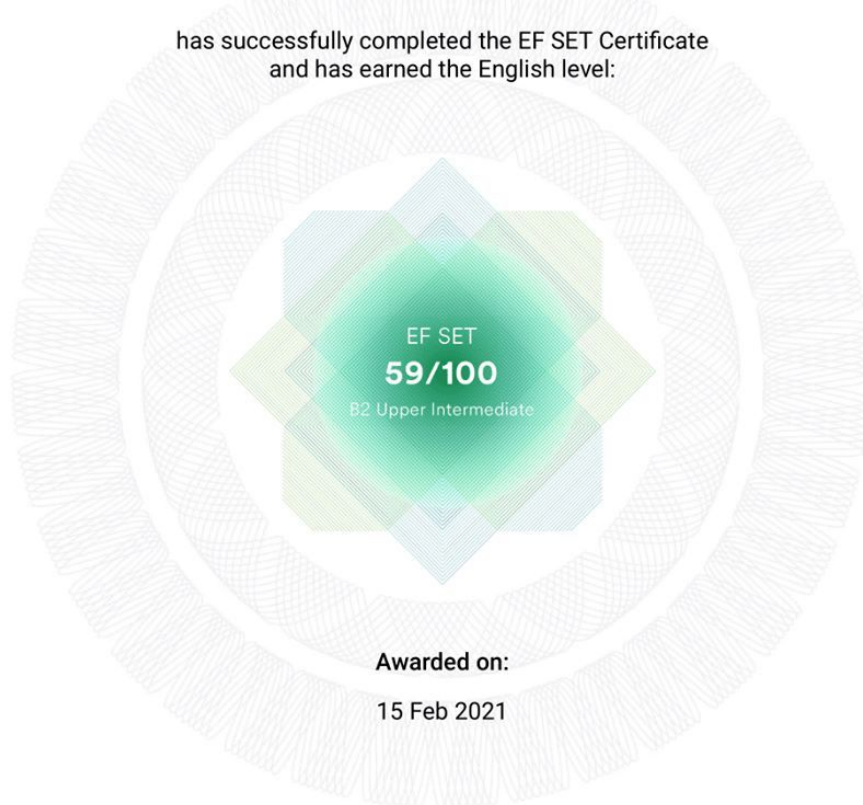 has successfully completed the EF SET Certificate
and has earned the English level:
EF SET
59/100
B2 Upper Intermediate
Awarded on:
15 Feb 2021